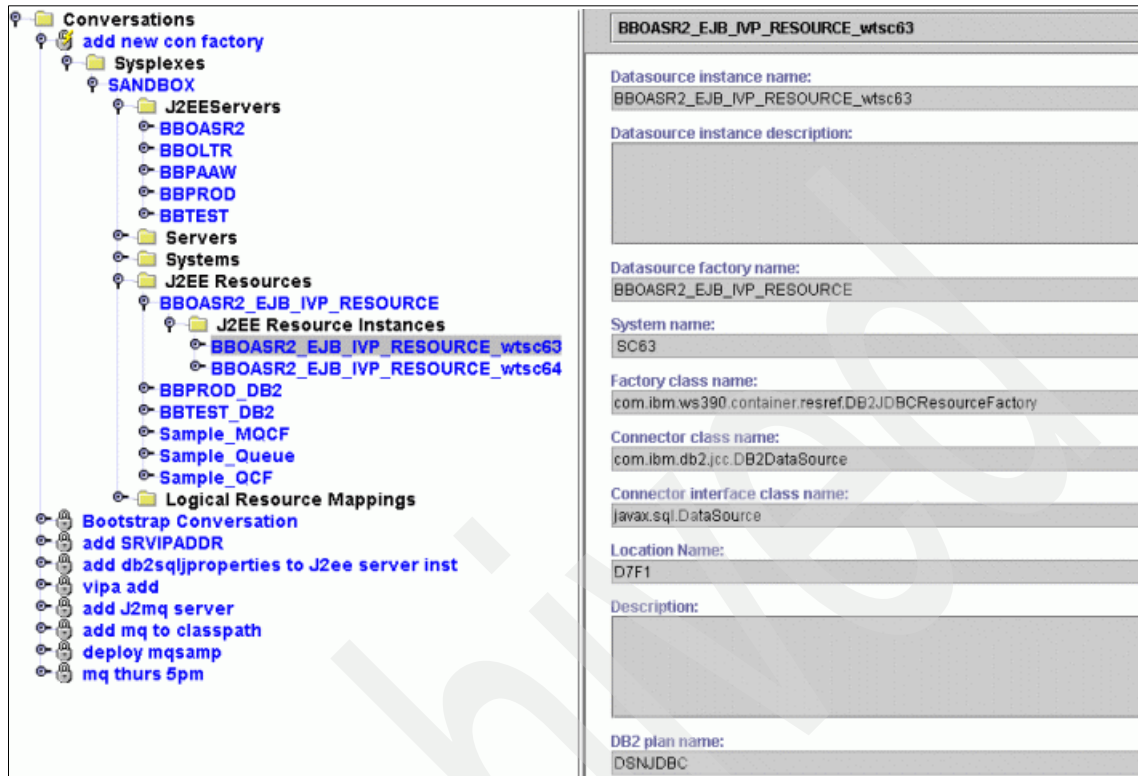 Conversations
add new con factory
Sysplexes
SANDBOX
J2EEServers
BBOASR2
BBOLTR
BBPAAW
BBPROD
BBTEST
Servers
Systems
J2EE Resources
BBOASR2_EJB_IVP_RESOURCE
J2EE Resource Instances
BBOASR2_EJB_IVP_RESOURCE_wtsc63
BBOASR2_EJB_IVP_RESOURCE_wtsc64
BBPROD_DB2
BBTEST_DB2
Sample_MQCF
Sample_Queue
Sample_QCF
Logical Resource Mappings
Bootstrap Conversation
add SRVIPADDR
add db2sqljproperties to J2ee server inst
vipa add
add J2mq server
add mq to classpath
deploy mqsamp
mq thurs 5pm
BBOASR2_EJB_IVP_RESOURCE_wtsc63
Datasource instance name:
BBOASR2_EJB_IVP_RESOURCE_wtsc63
Datasource instance description:
Datasource factory name:
BBOASR2_EJB_IVP_RESOURCE
System name:
SC63
Factory class name:
com.ibm.ws390.container.resref.DB2JDBCResourceFactory
Connector class name:
com.ibm.db2.jcc.DB2DataSource
Connector interface class name:
javax.sql.DataSource
Location Name:
D7F1
Description:
DB2 plan name:
DSNJDBC